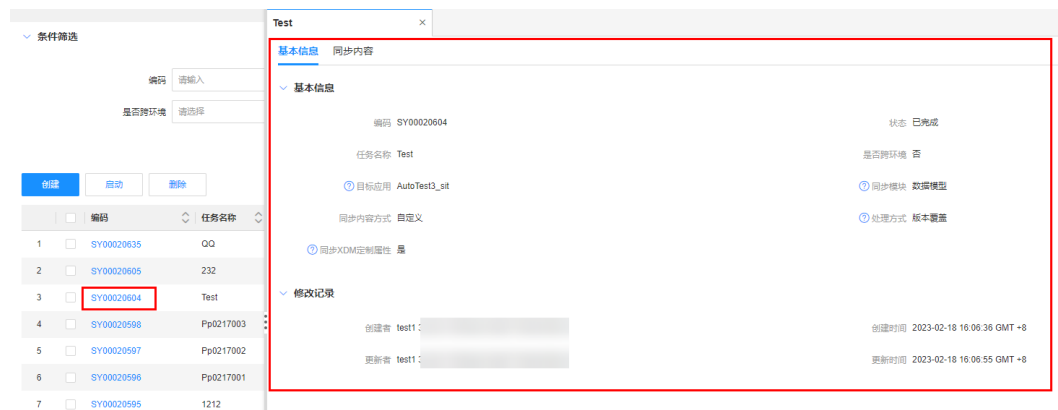 条件筛选
编码 请输入
是否跨环境 请选择
创建 启动 删除
编码 任务名称
1 SY00020635 QQ
2 SY00020605 232
3 SY00020604 Test
4 SY00020598 Pp0217003
5 SY00020597 Pp0217002
6 SY00020596 Pp0217001
7 SY00020595 1212
Test ×
基本信息 同步内容
基本信息
编码 SY00020604 状态 已完成
任务名称 Test 是否跨环境 否
目标应用 AutoTest3_sit 同步模块 数据模型
同步内容方式 自定义 处理方式 版本覆盖
同步XDM定制属性 是
修改记录
创建者 test1 创建时间 2023-02-18 16:06:36 GMT +8
更新者 test1 更新时间 2023-02-18 16:06:55 GMT +8